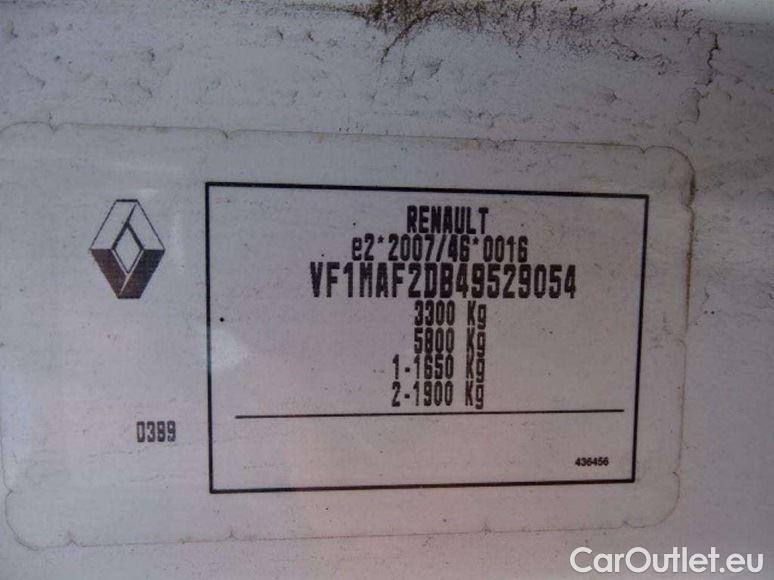 RENAULT
e2*2007/46*0016
VF1MAF2DB49529054
3300 Kg
5800 Kg
1-1650 Kg
2-1900 Kg
0399
436456
CarOutlet.eu